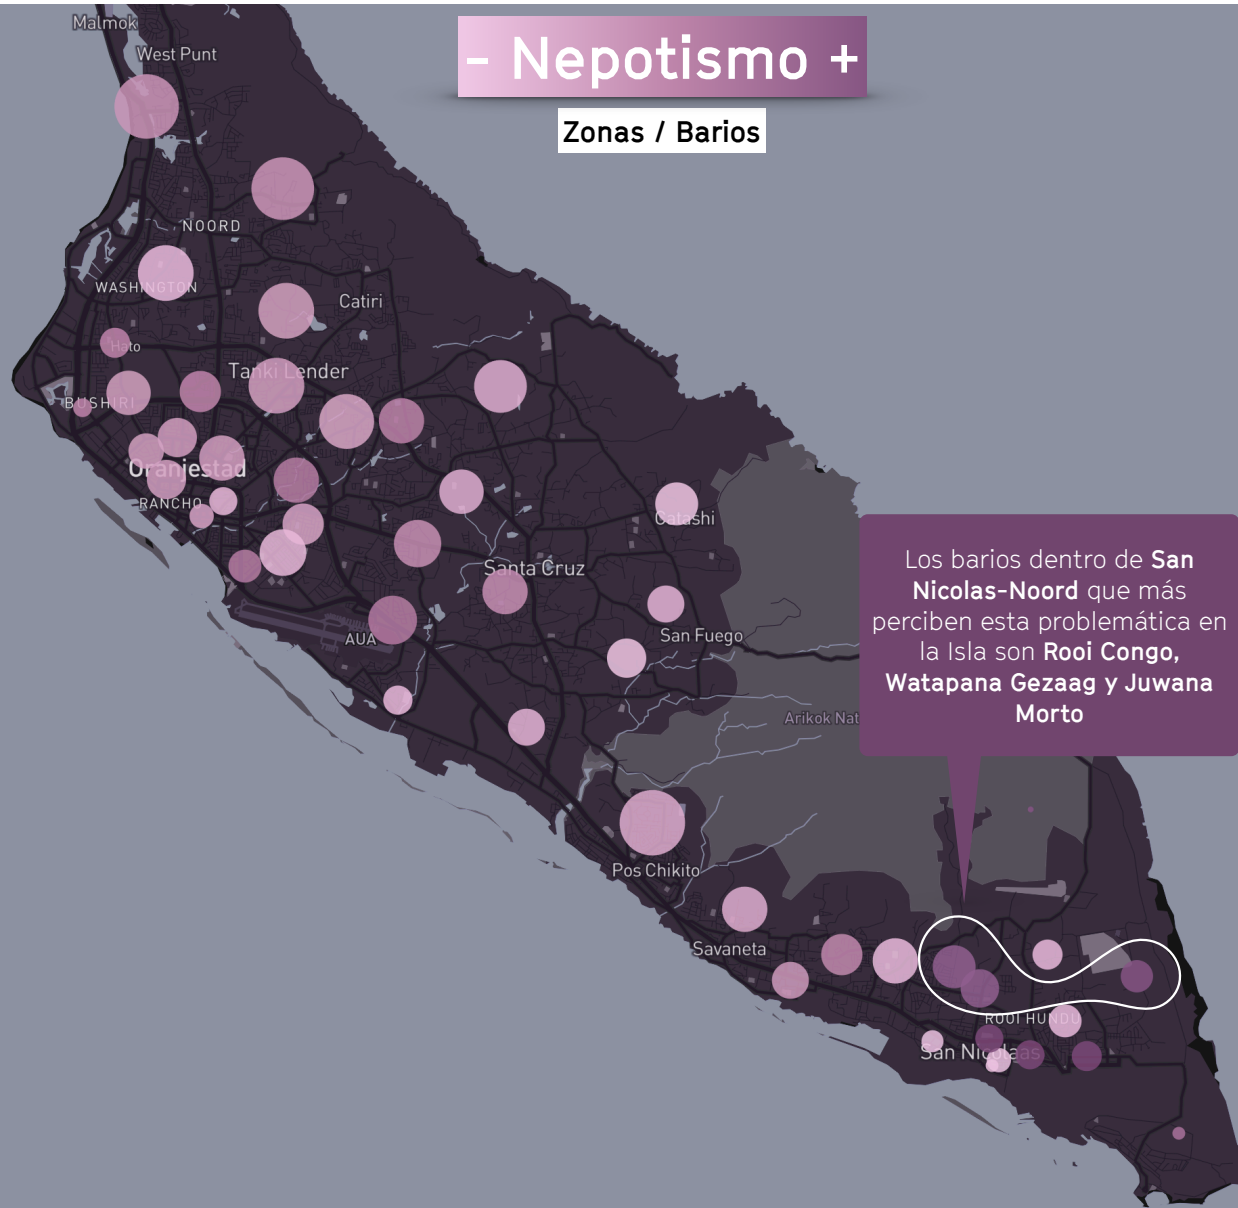 Malmok
West Punt
- Nepotismo +
Zonas / Barios
NOORD
WASHINGTON
Catiri
Hato
Tanki Lender
BUSHIRI
Oranjestad
RANCHO
Catashi
Santa Cruz
AUA
San Fuego
Los barios dentro de San
Nicolas-Noord que más
perciben esta problemática en
la Isla son Rooi Congo,
Watapana Gezaag y Juwana
Morto
Arikok Nat
Pos Chikito
Savaneta
ROOI HUNDU
San Nicolaas